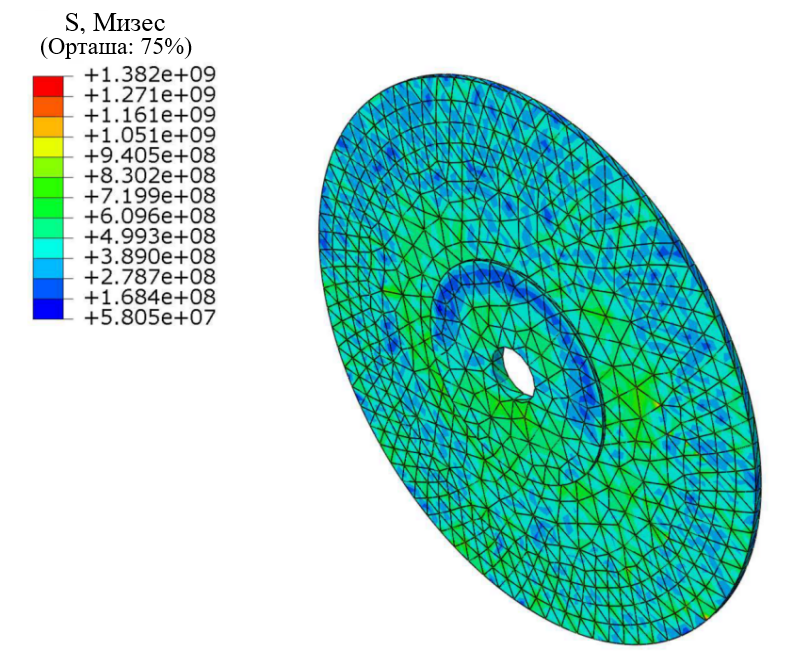 S, Мизес
(Орташа: 75%)
+1.382e+09
+1.271e+09
+1.161e+09
+1.051e+09
+9.405e+08
+8.302e+08
+7.199e+08
+6.096e+08
+4.993e+08
+3.890e+08
+2.787e+08
+1.684e+08
+5.805e+07